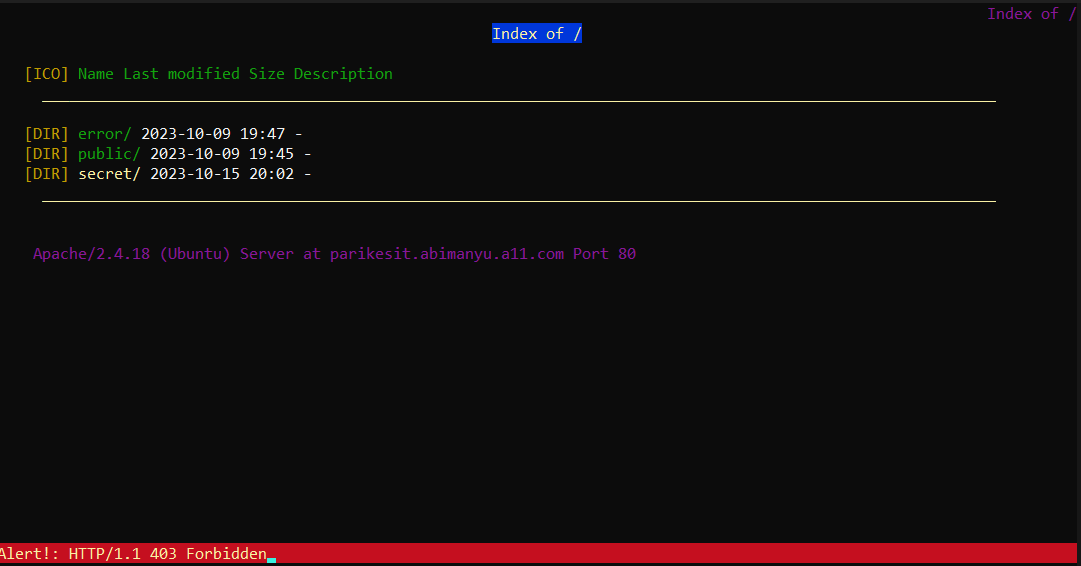 Index of /
Index of /
[ICO] Name Last modified Size Description
[DIR] error/ 2023-10-09 19:47 -
[DIR] public/ 2023-10-09 19:45 -
[DIR] secret/ 2023-10-15 20:02 -
Apache/2.4.18 (Ubuntu) Server at parikesit.abimanyu.a11.com Port 80
Alert!: HTTP/1.1 403 Forbidden